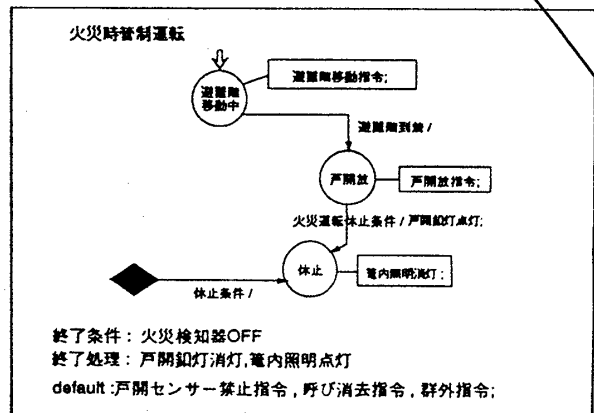 火災時管制運転
避難階移動指令;
避難階
移動中
避難階到着 /
戸開放
戸開放指令;
火災運転休止条件 / 戸開釦灯点灯;
休止
篭内照明消灯;
休止条件 /
終了条件 : 火災検知器OFF
終了処理 : 戸開釦灯消灯,篭内照明点灯
default :戸開センサー禁止指令 , 呼び消去指令 , 群外指令;